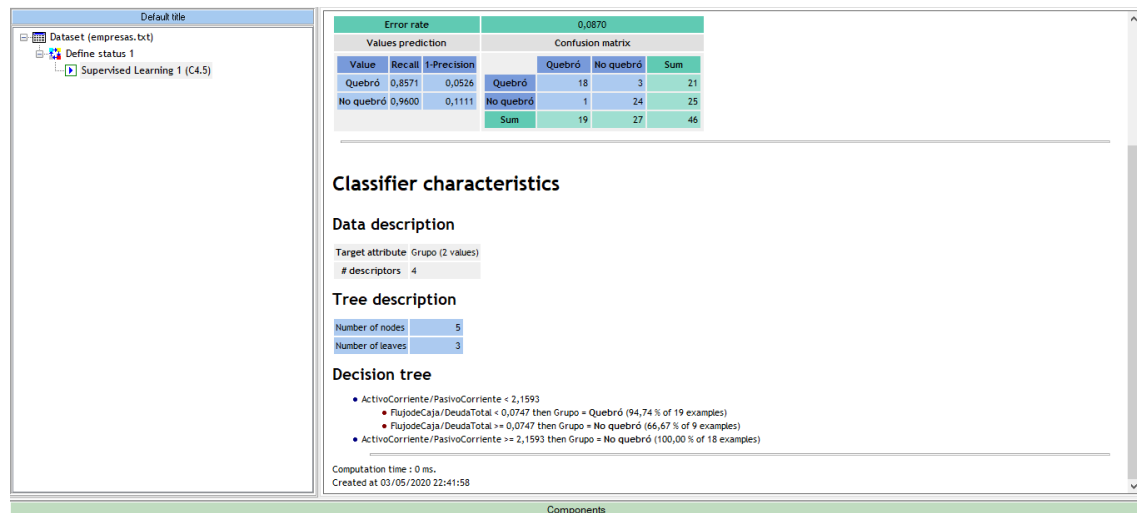 Default title
Dataset (empresas.txt)
Define status 1
Supervised Learning 1 (C4.5)
Error rate 0,0870
Values prediction Confusion matrix
Value Recall 1-Precision
Quebró 0,8571 0,0526
No quebró 0,9600 0,1111
Quebró No quebró Sum
Quebró 18 3 21
No quebró 1 24 25
Sum 19 27 46
Classifier characteristics
Data description
Target attribute Grupo (2 values)
# descriptors 4
Tree description
Number of nodes 5
Number of leaves 3
Decision tree
ActivoCorriente/PasivoCorriente < 2,1593
FlujodeCaja/DeudaTotal < 0,0747 then Grupo = Quebró (94,74 % of 19 examples)
FlujodeCaja/DeudaTotal >= 0,0747 then Grupo = No quebró (66,67 % of 9 examples)
ActivoCorriente/PasivoCorriente >= 2,1593 then Grupo = No quebró (100,00 % of 18 examples)
Computation time : 0 ms.
Created at 03/05/2020 22:41:58
Components